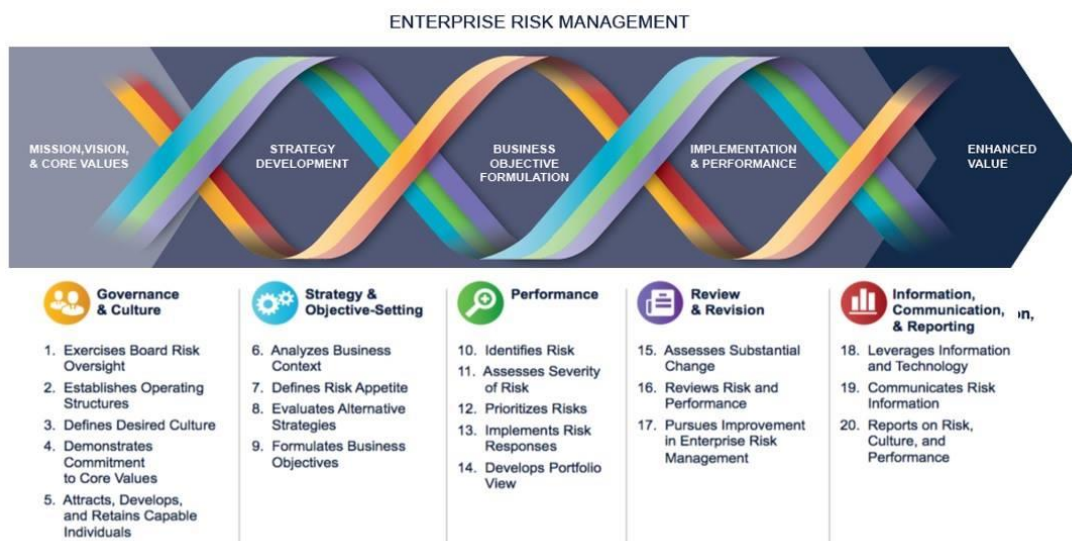 ENTERPRISE RISK MANAGEMENT
MISSION,VISION,
& CORE VALUES
STRATEGY
DEVELOPMENT
BUSINESS
OBJECTIVE
FORMULATION
IMPLEMENTATION
& PERFORMANCE
ENHANCED
VALUE
Governance
& Culture
1. Exercises Board Risk
Oversight
2. Establishes Operating
Structures
3. Defines Desired Culture
4. Demonstrates
Commitment
to Core Values
5. Attracts, Develops,
and Retains Capable
Individuals
Strategy &
Objective-Setting
6. Analyzes Business
Context
7. Defines Risk Appetite
8. Evaluates Alternative
Strategies
9. Formulates Business
Objectives
Performance
10. Identifies Risk
11. Assesses Severity
of Risk
12. Prioritizes Risks
13. Implements Risk
Responses
14. Develops Portfolio
View
Review
& Revision
15. Assesses Substantial
Change
16. Reviews Risk and
Performance
17. Pursues Improvement
in Enterprise Risk
Management
Information,
Communication,
& Reporting
18. Leverages Information
and Technology
19. Communicates Risk
Information
20. Reports on Risk,
Culture, and
Performance